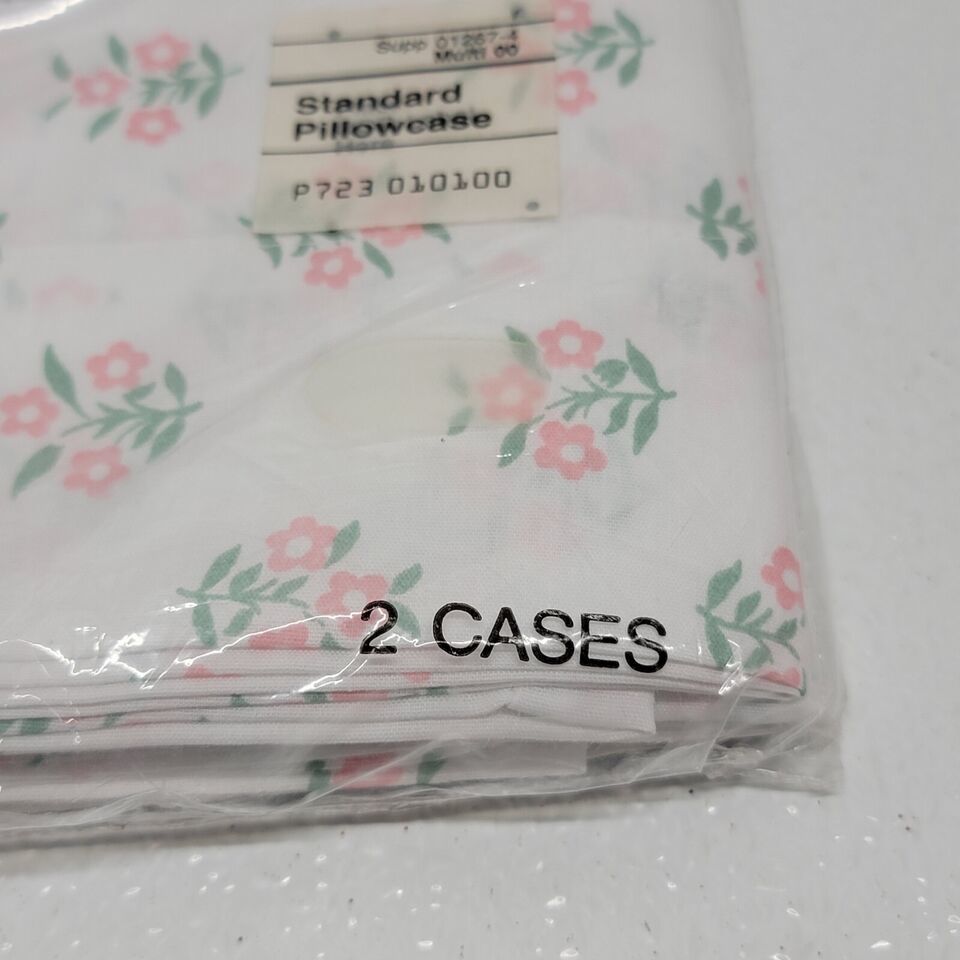 Supp 01267-4
Multi 00
Standard
Pillowcase
P723 010100
2 CASES